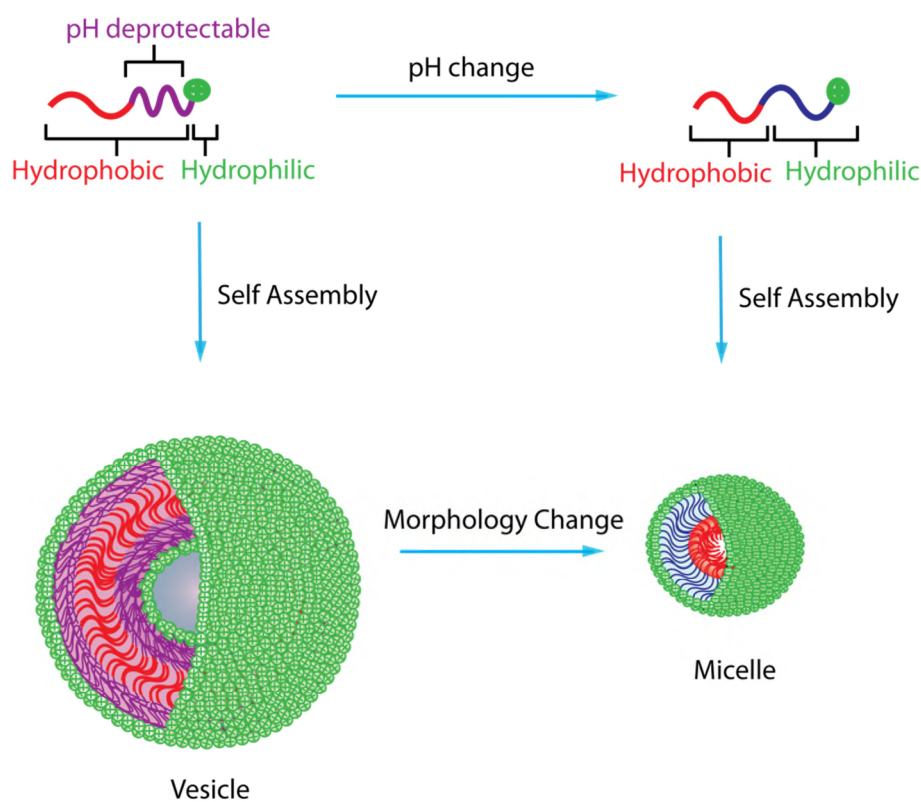 pH deprotectable
pH change
Hydrophobic Hydrophilic
Hydrophobic Hydrophilic
Self Assembly
Self Assembly
Morphology Change
Micelle
Vesicle